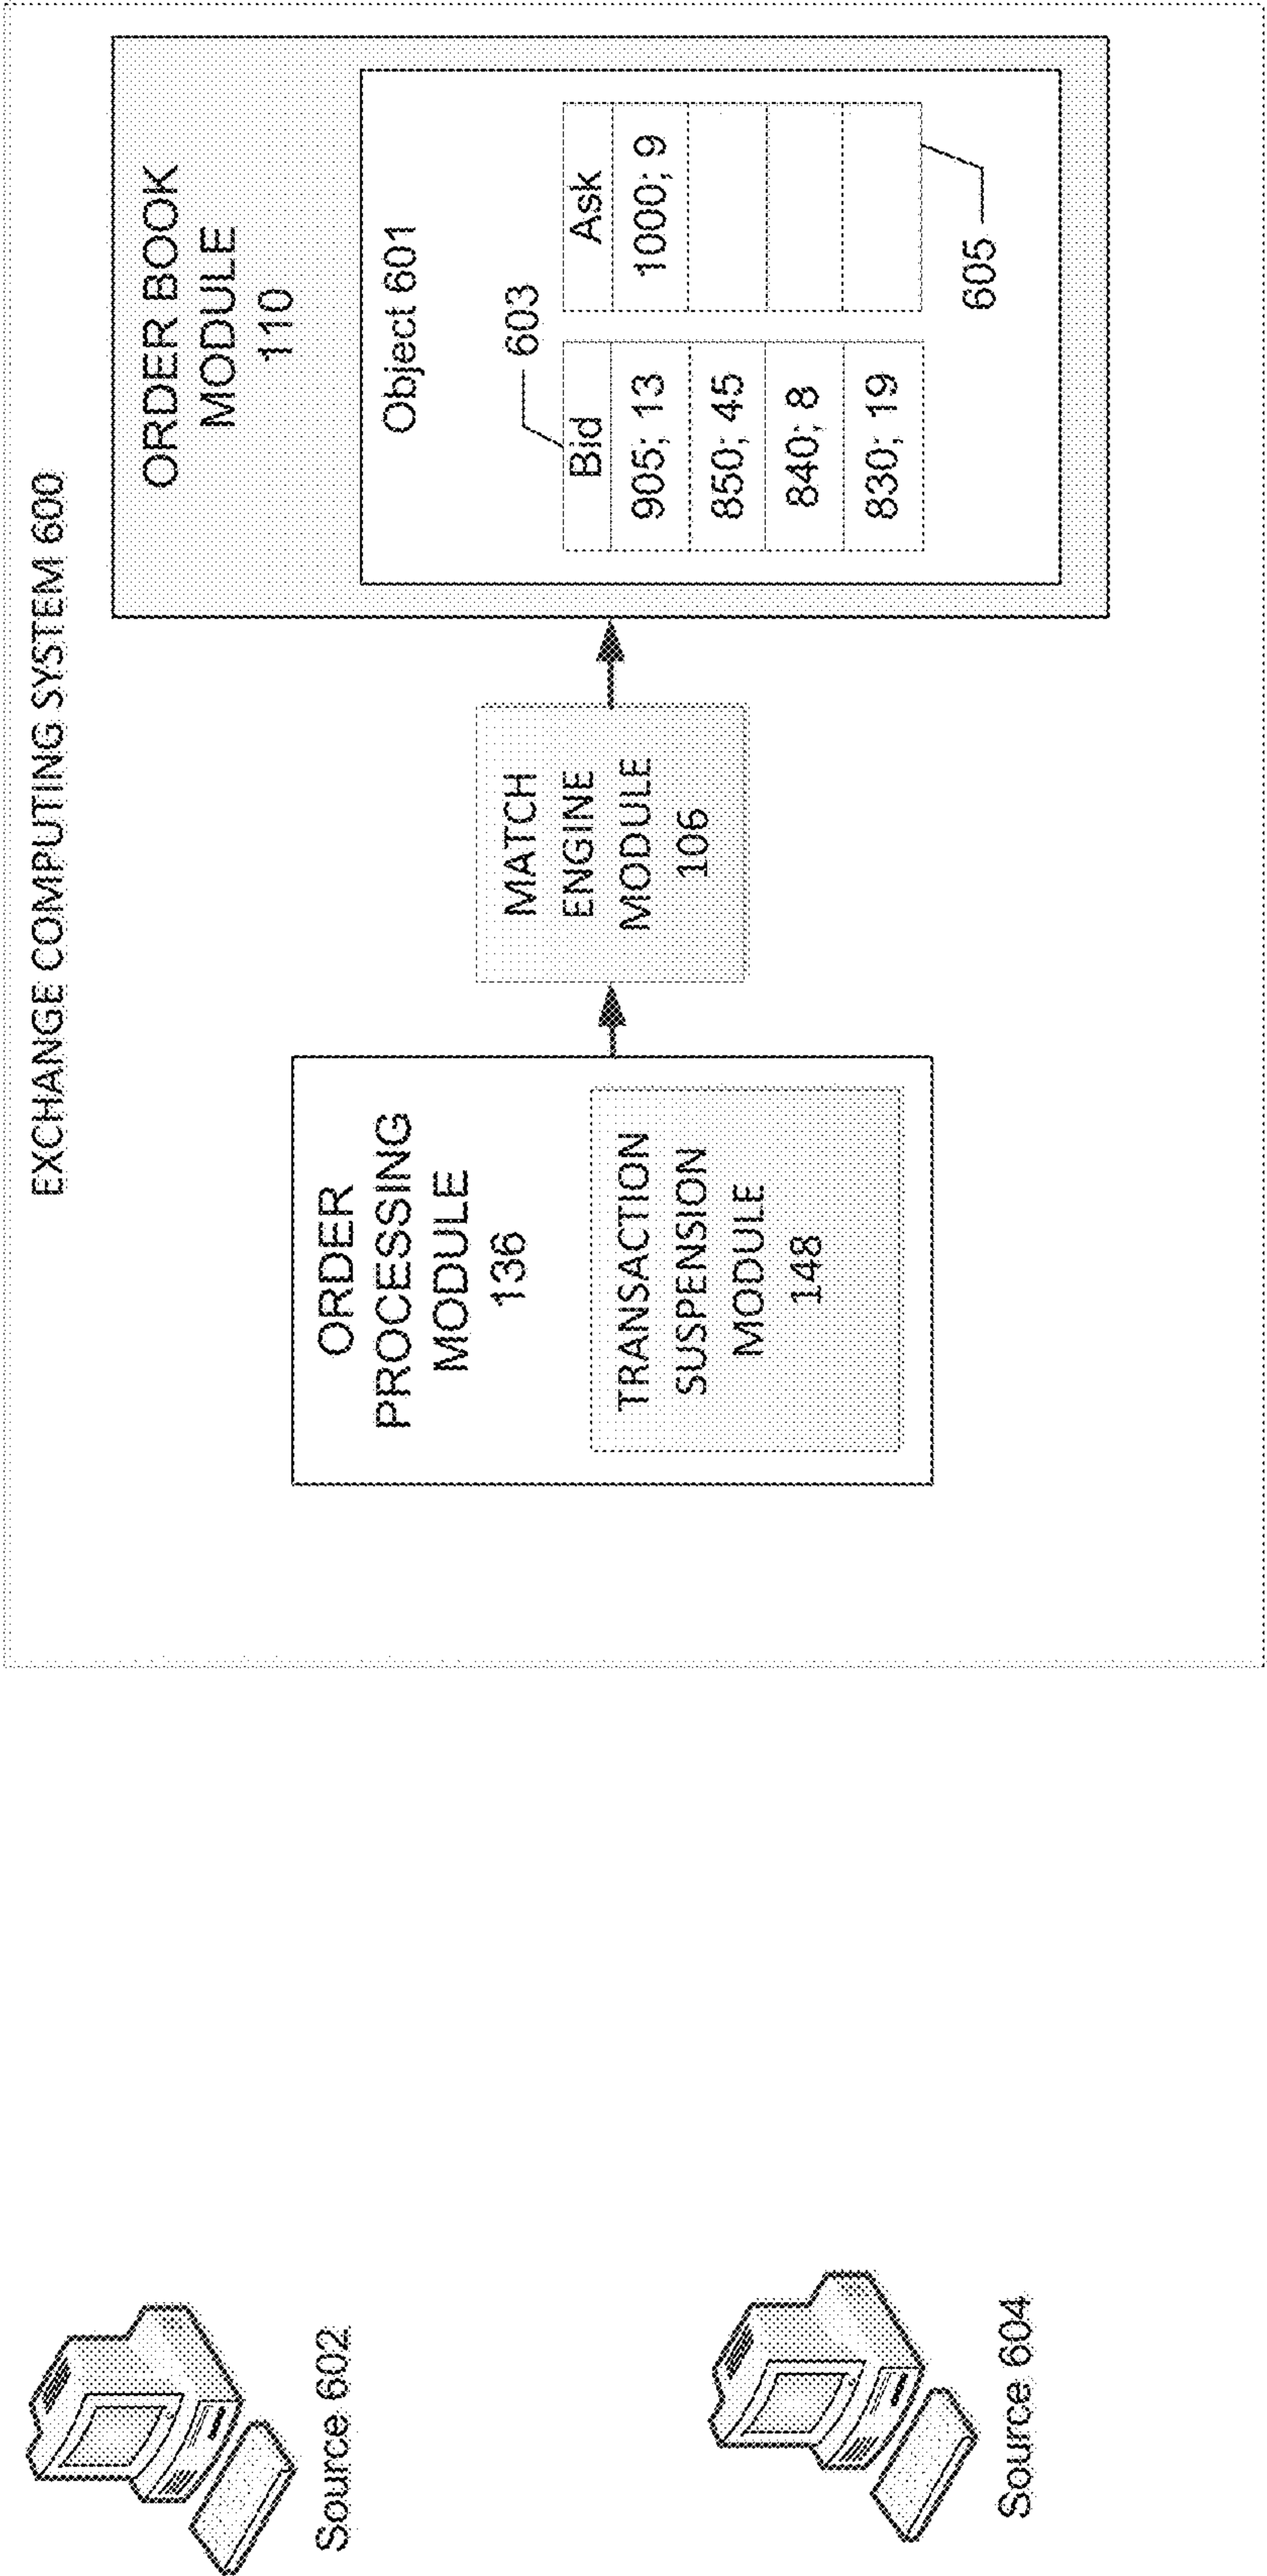 EXCHANGE COMPUTING SYSTEM 600
Source 602
Source 604
ORDER
PROCESSING
MODULE
136
TRANSACTION
SUSPENSION
MODULE
148
MATCH
ENGINE
MODULE
106
ORDER BOOK
MODULE
110
Object 601
603
Bid
905; 13
850; 45
840; 8
830; 19
Ask
1000; 9
605